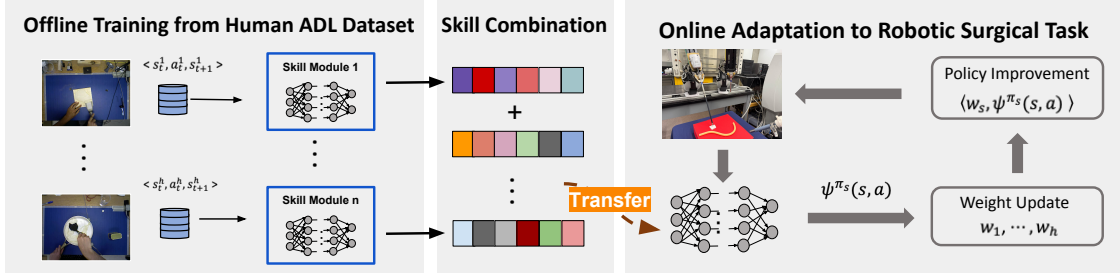 Offline Training from Human ADL Dataset
< s_t^1, a_t^1, s_{t+1}^1 >
Skill Module 1
< s_t^h, a_t^h, s_{t+1}^h >
Skill Module n
Skill Combination
+
Transfer
Online Adaptation to Robotic Surgical Task
ψ^{π_s}(s, a)
Policy Improvement
⟨w_s, ψ^{π_s}(s, a) ⟩
Weight Update
w_1, ⋯, w_h